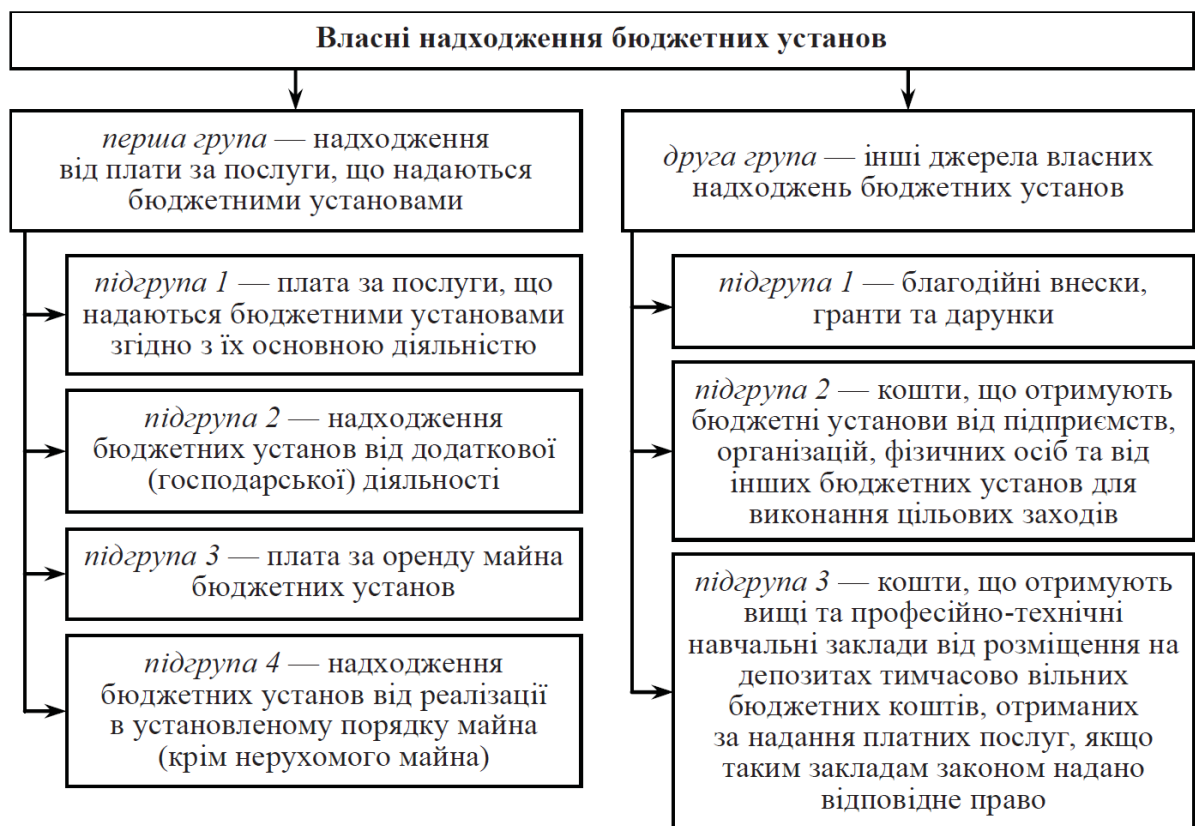 Власні надходження бюджетних установ
перша група — надходження
від плати за послуги, що надаються
бюджетними установами
підгрупа 1 — плата за послуги, що
надаються бюджетними установами
згідно з їх основною діяльністю
підгрупа 2 — надходження
бюджетних установ від додаткової
(господарської) діяльності
підгрупа 3 — плата за оренду майна
бюджетних установ
підгрупа 4 — надходження
бюджетних установ від реалізації
в установленому порядку майна
(крім нерухомого майна)
друга група — інші джерела власних
надходжень бюджетних установ
підгрупа 1 — благодійні внески,
гранти та дарунки
підгрупа 2 — кошти, що отримують
бюджетні установи від підприємств,
організацій, фізичних осіб та від
інших бюджетних установ для
виконання цільових заходів
підгрупа 3 — кошти, що отримують
вищі та професійно-технічні
навчальні заклади від розміщення на
депозитах тимчасово вільних
бюджетних коштів, отриманих
за надання платних послуг, якщо
таким закладам законом надано
відповідне право